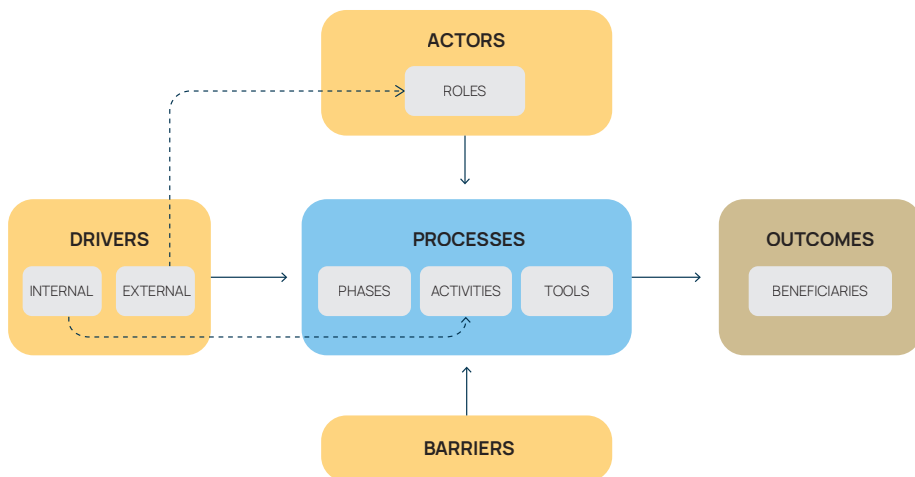 ACTORS
ROLES
DRIVERS
INTERNAL
EXTERNAL
PROCESSES
PHASES
ACTIVITIES
TOOLS
OUTCOMES
BENEFICIARIES
BARRIERS